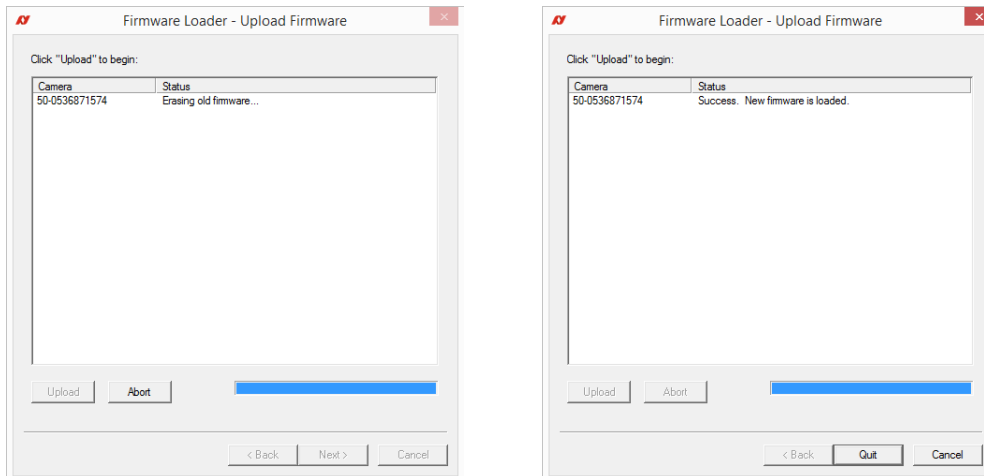 Firmware Loader - Upload Firmware
Click "Upload" to begin:
Camera Status
50-0536871574 Erasing old firmware...
Upload Abort
< Back Next > Cancel
Firmware Loader - Upload Firmware
Click "Upload" to begin:
Camera Status
50-0536871574 Success. New firmware is loaded.
Upload Abort
< Back Quit Cancel